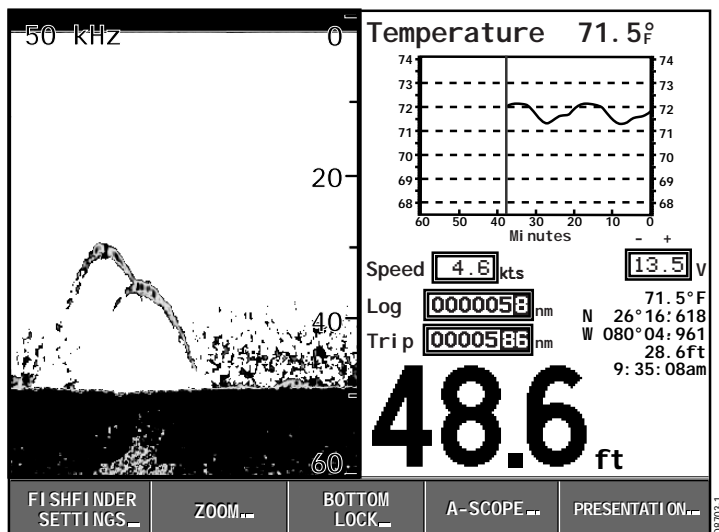 50 kHz
0
20
40
60
Temperature 71.5°F
74 74
73 73
72 72
71 71
70 70
69 69
68 68
60 50 40 30 20 10 0
Minutes
- +
Speed 4.6 kts
13.5 V
Log 0000058 nm
Trip 0000586 nm
71.5°F
N 26°16:618
W 080°04:961
28.6ft
9:35:08am
48.6 ft
FISHFINDER
SETTINGS...
ZOOM...
BOTTOM
LOCK...
A-SCOPE...
PRESENTATION...